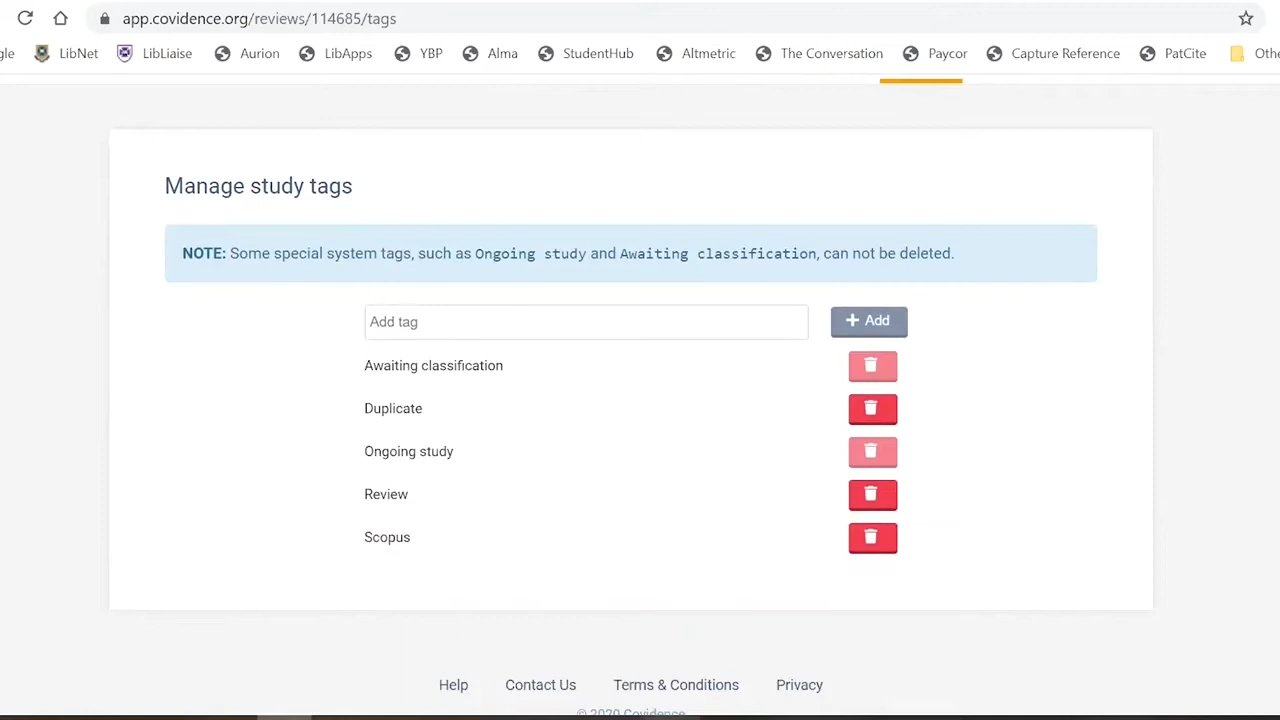 app.covidence.org/reviews/114685/tags
gle LibNet LibLiaise Aurion LibApps YBP Alma StudentHub Altmetric The Conversation Paycor Capture Reference PatCite Othe
Manage study tags
NOTE: Some special system tags, such as Ongoing study and Awaiting classification, can not be deleted.
Add tag + Add
Awaiting classification
Duplicate
Ongoing study
Review
Scopus
Help Contact Us Terms & Conditions Privacy
© 2020 Covidence